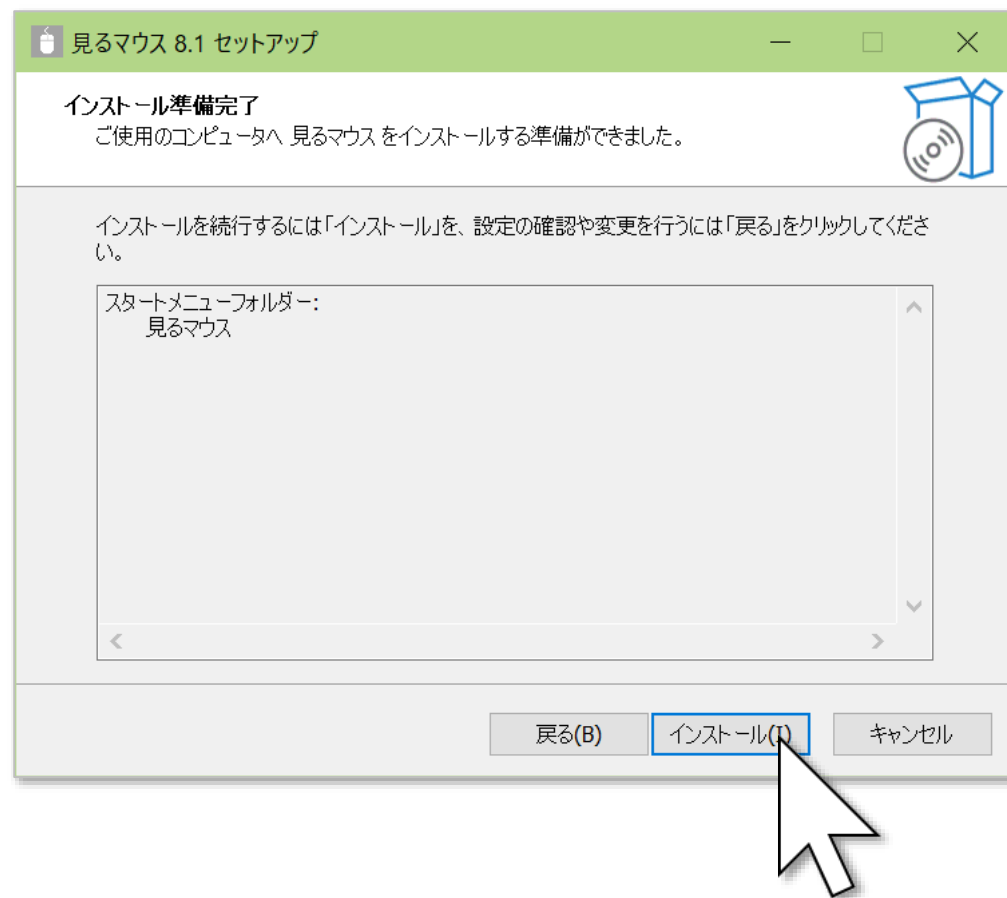 見るマウス 8.1 セットアップ
インストール準備完了
ご使用のコンピュータへ 見るマウス をインストールする準備ができました。
インストールを続行するには「インストール」を、設定の確認や変更を行うには「戻る」をクリックしてくださ
い。
スタートメニューフォルダー:
見るマウス
戻る(B)
インストール(I)
キャンセル